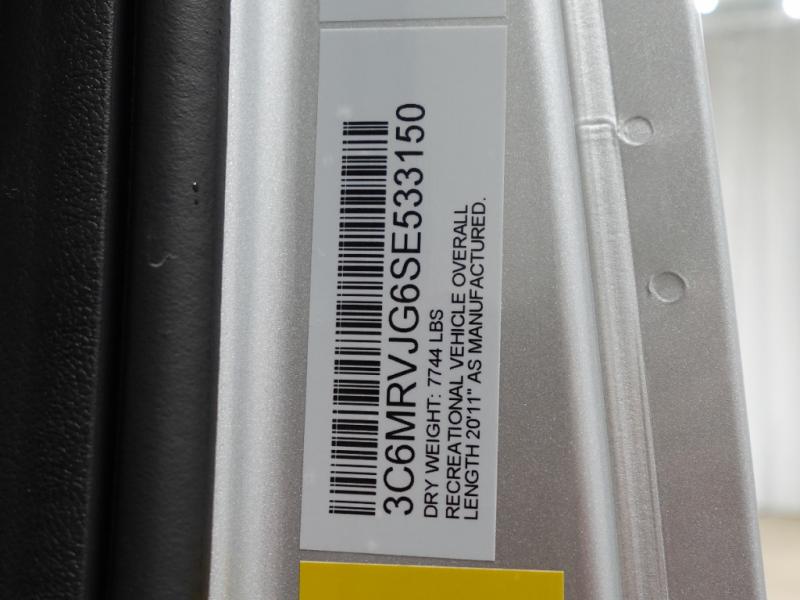 3C6MRVJG6SE533150
DRY WEIGHT: 7744 LBS
RECREATIONAL VEHICLE OVERALL
LENGTH 20'11" AS MANUFACTURED.